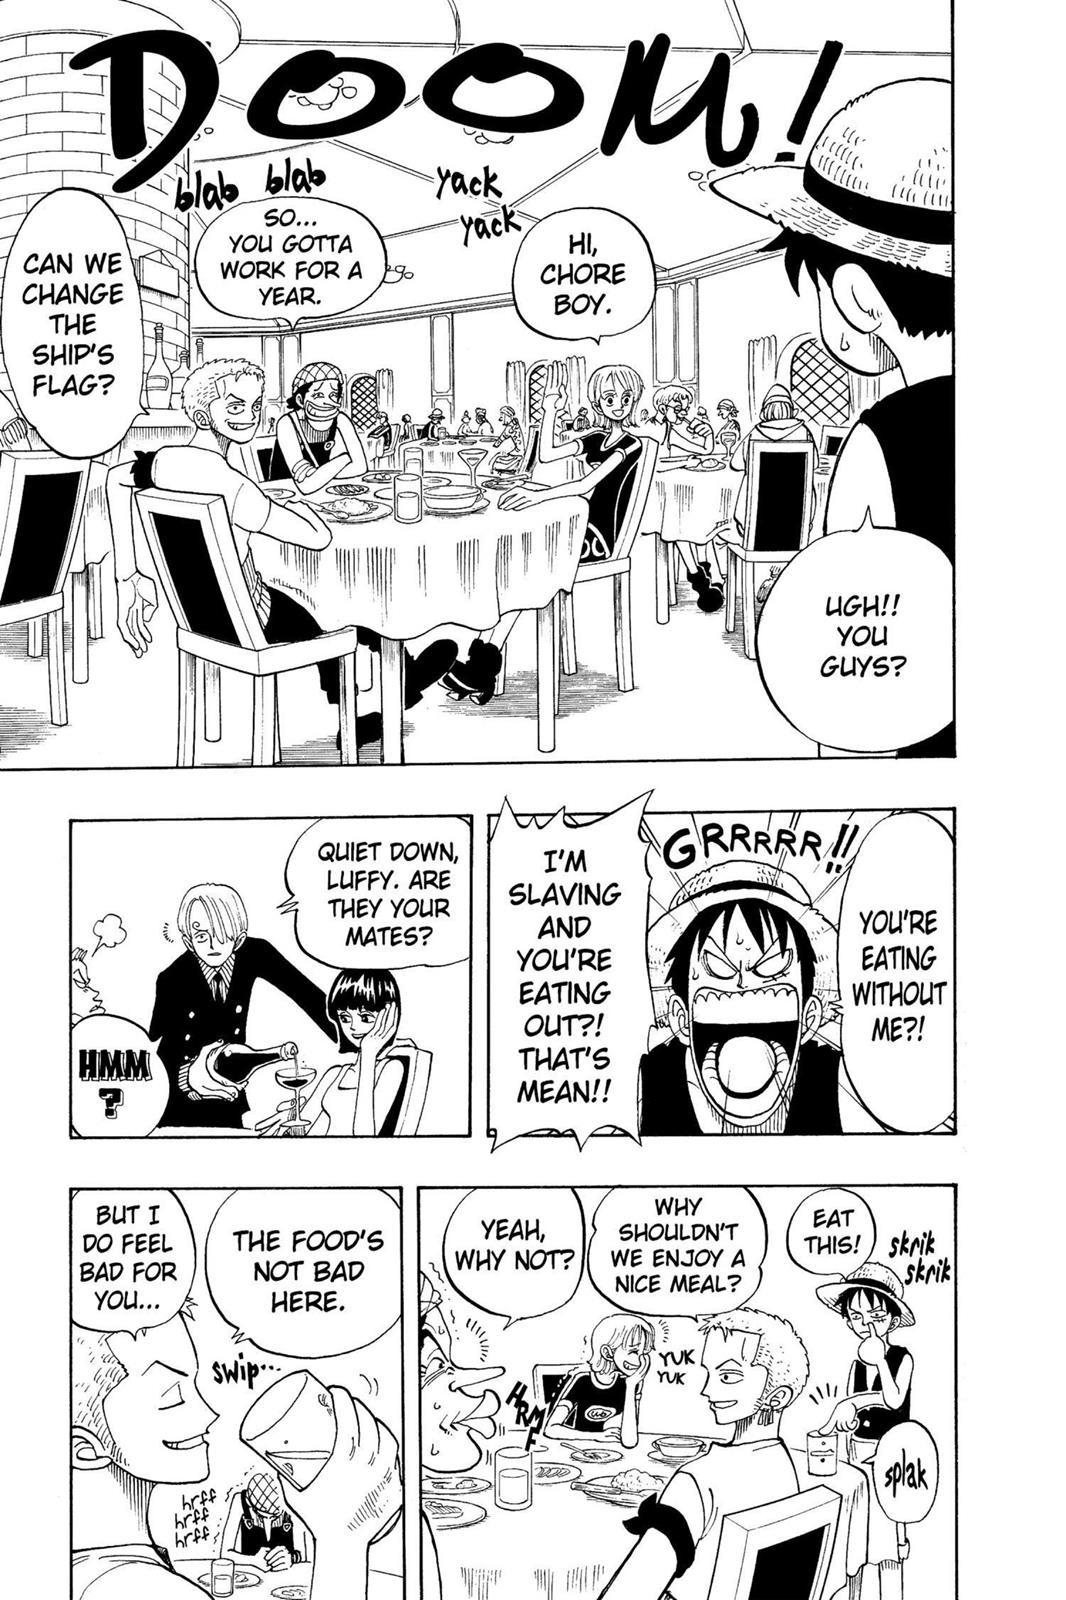 DOOM!
blab
blab
yack
yack
HI,
CHORE
BOY.
SO...
YOU GOTTA
WORK FOR A
YEAR.
CAN WE
CHANGE
THE
SHIP'S
FLAG?
UGH!!
YOU
GUYS?
GRRRRR!!
YOU'RE
EATING
WITHOUT
ME?!
I'M
SLAVING
AND
YOU'RE
EATING
OUT?!
THAT'S
MEAN!!
QUIET DOWN,
LUFFY. ARE
THEY YOUR
MATES?
HMM
?
EAT
THIS!
skrik
skrik
WHY
SHOULDN'T
WE ENJOY A
NICE MEAL?
YEAH,
WHY NOT?
YUK
YUK
HRMF
splak
THE FOOD'S
NOT BAD
HERE.
BUT I
DO FEEL
BAD FOR
YOU...
swip...
hrff
hrff
hrff